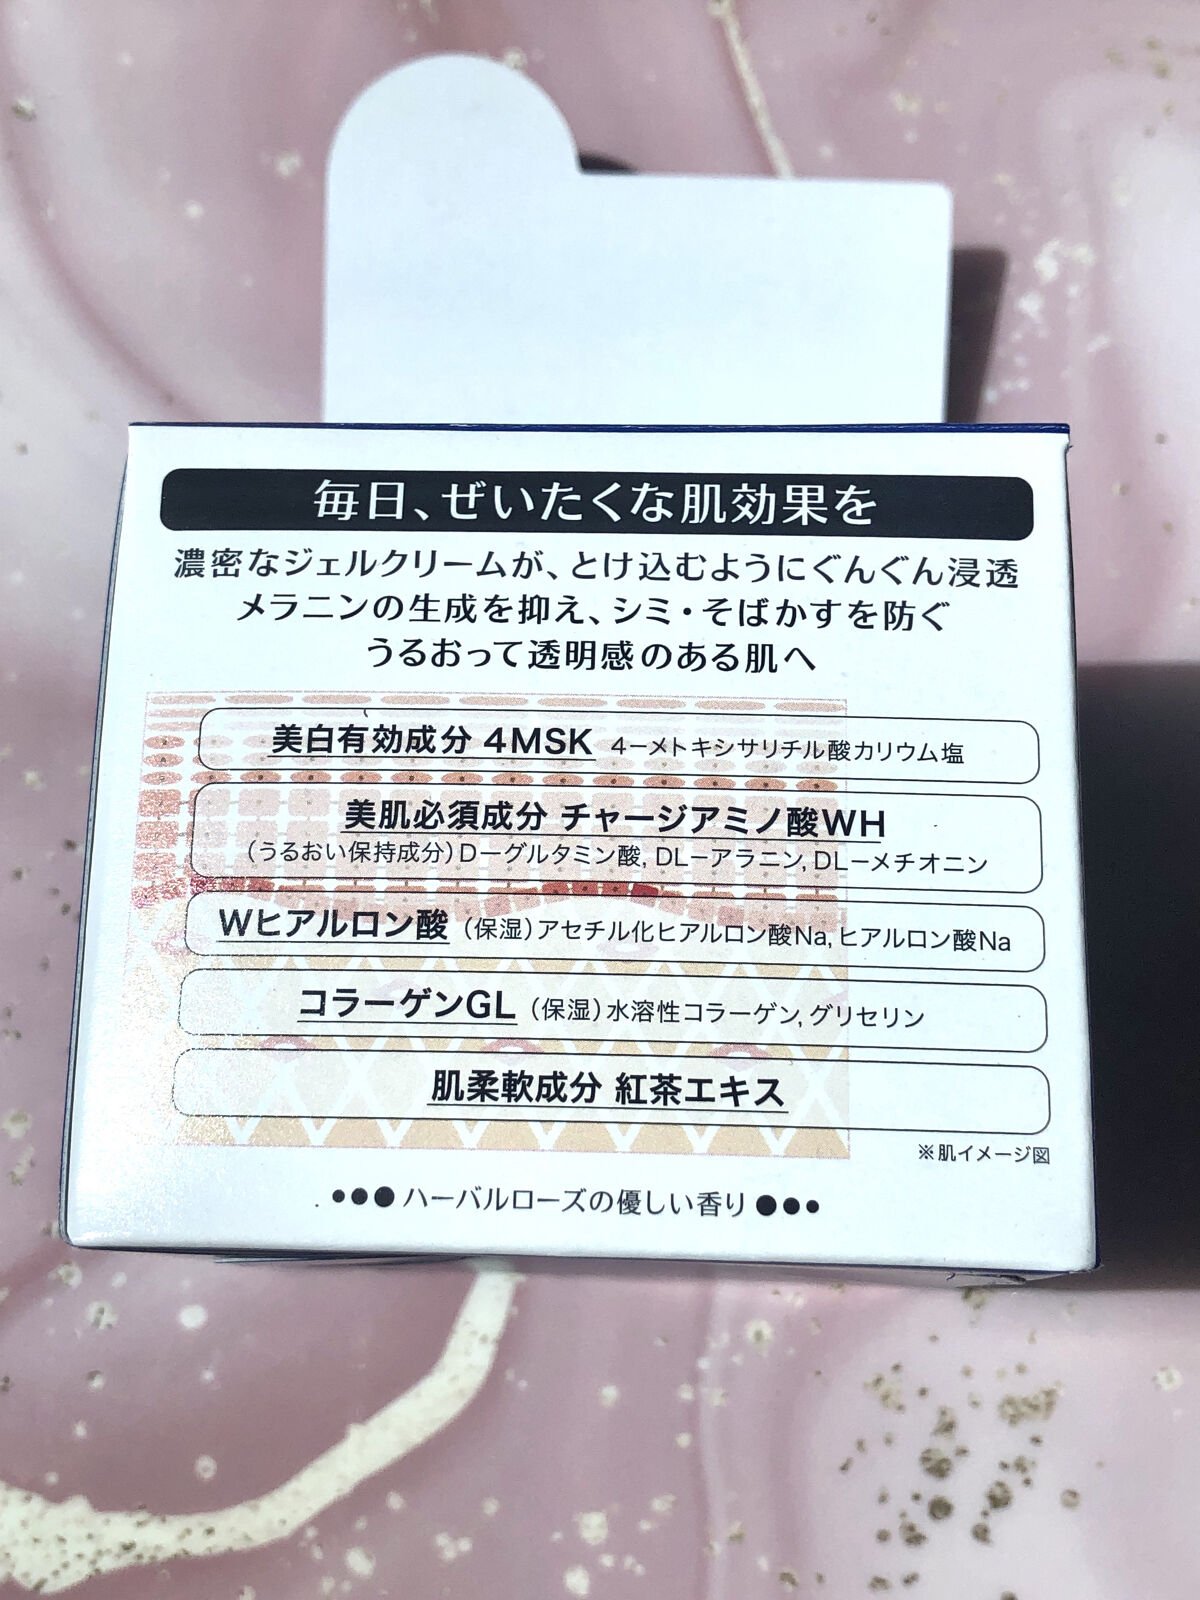 毎日、ぜいたくな肌効果を
濃密なジェルクリームが、とけ込むようにぐんぐん浸透
メラニンの生成を抑え、シミ・そばかすを防ぐ
うるおって透明感のある肌へ
美白有効成分 4MSK 4ーメトキシサリチル酸カリウム塩
美肌必須成分 チャージアミノ酸WH
（うるおい保持成分）Dーグルタミン酸, DLーアラニン, DLーメチオニン
Wヒアルロン酸（保湿）アセチル化ヒアルロン酸Na, ヒアルロン酸Na
コラーゲンGL（保湿）水溶性コラーゲン, グリセリン
肌柔軟成分 紅茶エキス
※肌イメージ図
●●●ハーバルローズの優しい香り●●●